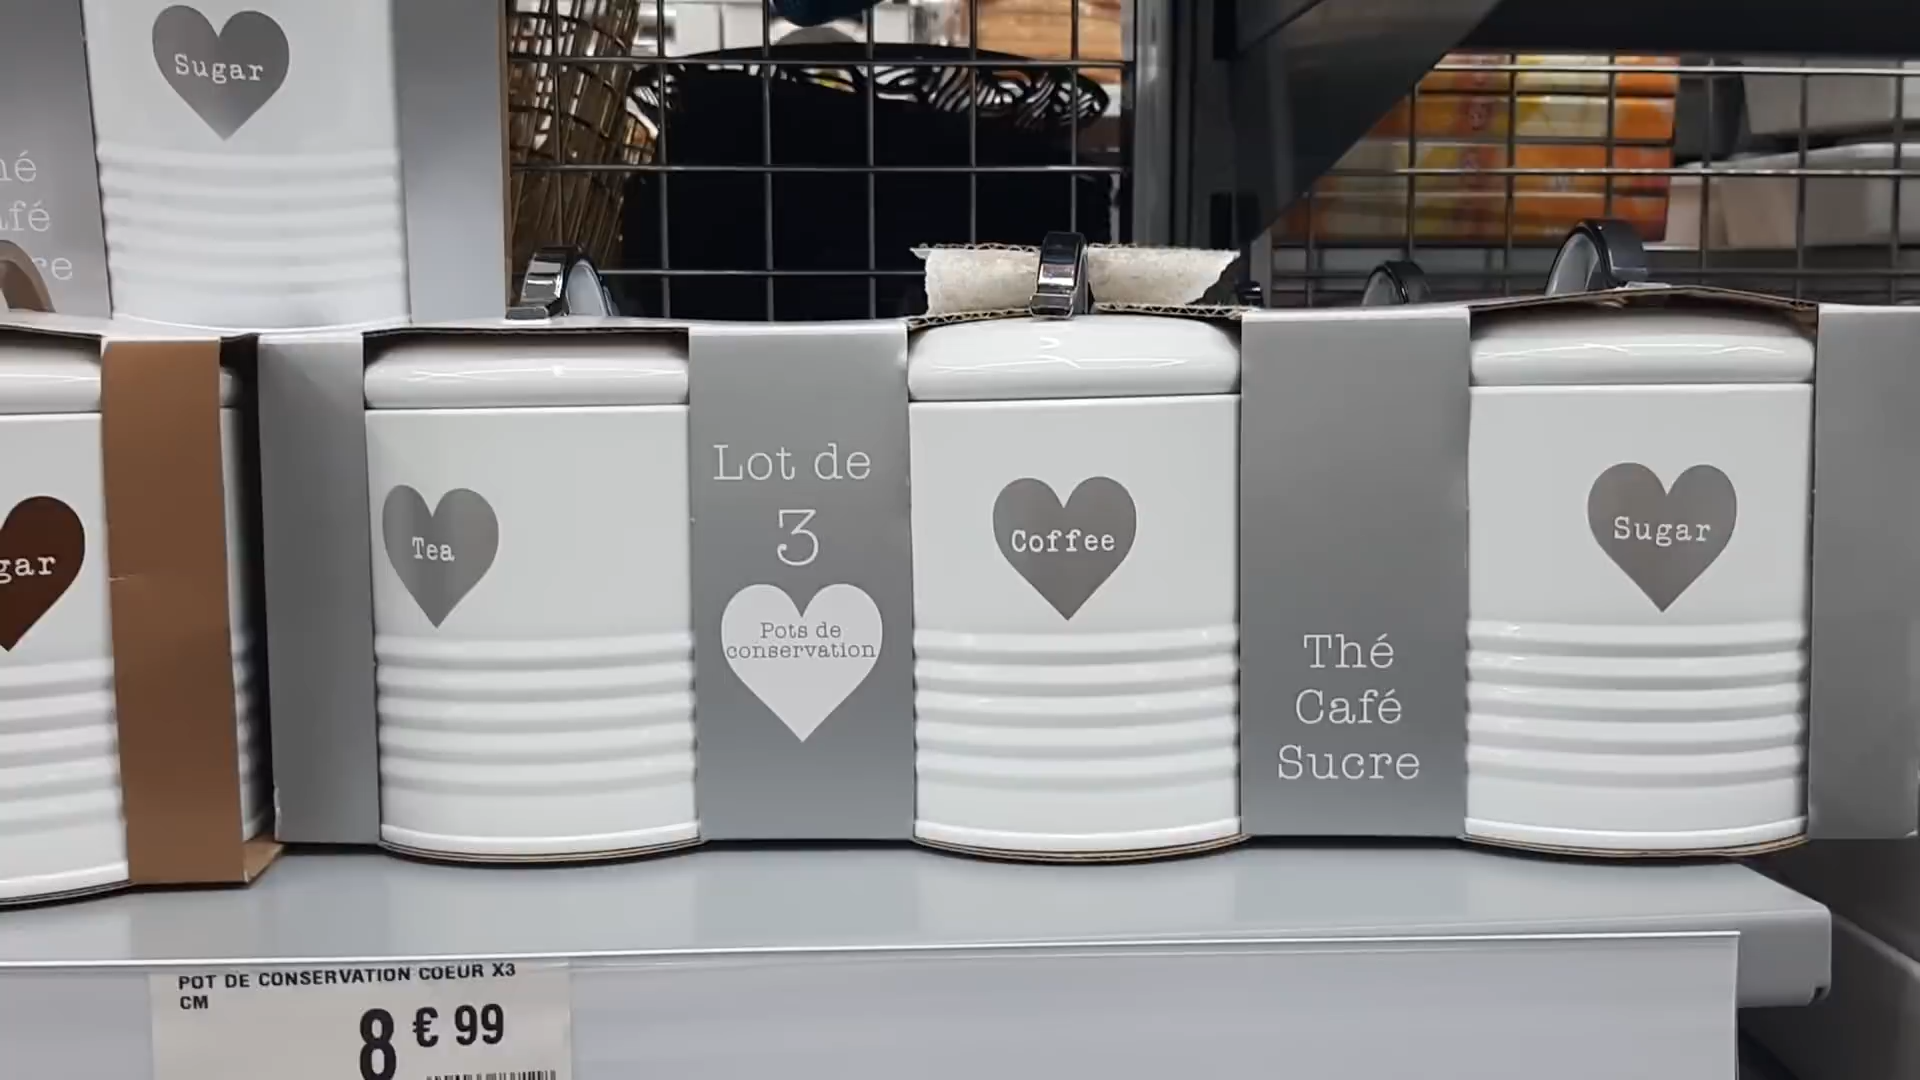 Sugar
Tea
Lot de
3
Pots de
conservation
Coffee
Thé
Café
Sucre
Sugar
POT DE CONSERVATION COEUR X3
CM
8 € 99